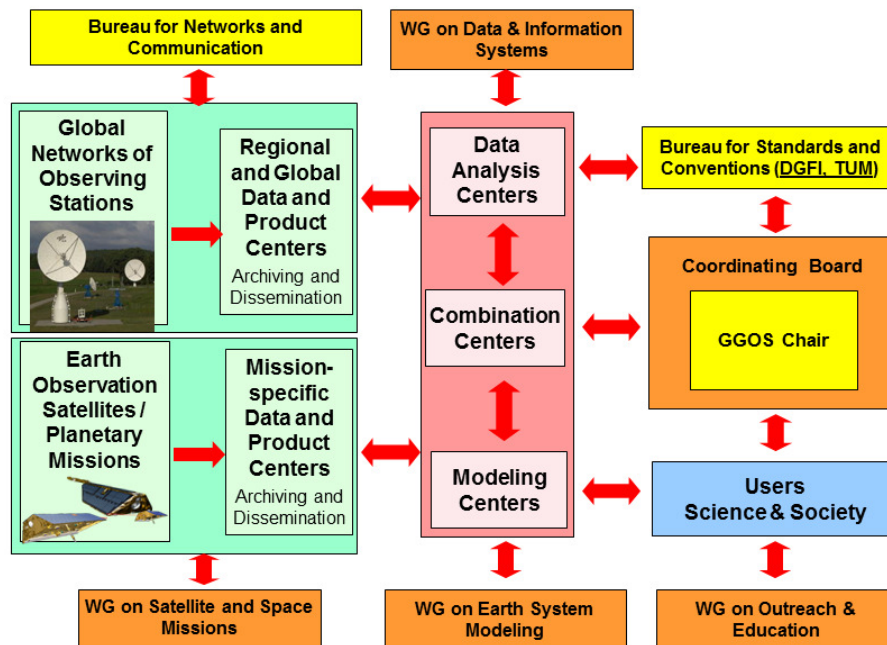 Bureau for Networks and
Communication
WG on Data & Information
Systems
Global
Networks of
Observing
Stations
Regional
and Global
Data and
Product
Centers
Archiving and
Dissemination
Data
Analysis
Centers
Bureau for Standards and
Conventions (DGFI, TUM)
Coordinating Board
GGOS Chair
Combination
Centers
Earth
Observation
Satellites /
Planetary
Missions
Mission-
specific
Data and
Product
Centers
Archiving and
Dissemination
Modeling
Centers
Users
Science & Society
WG on Satellite and Space
Missions
WG on Earth System
Modeling
WG on Outreach &
Education